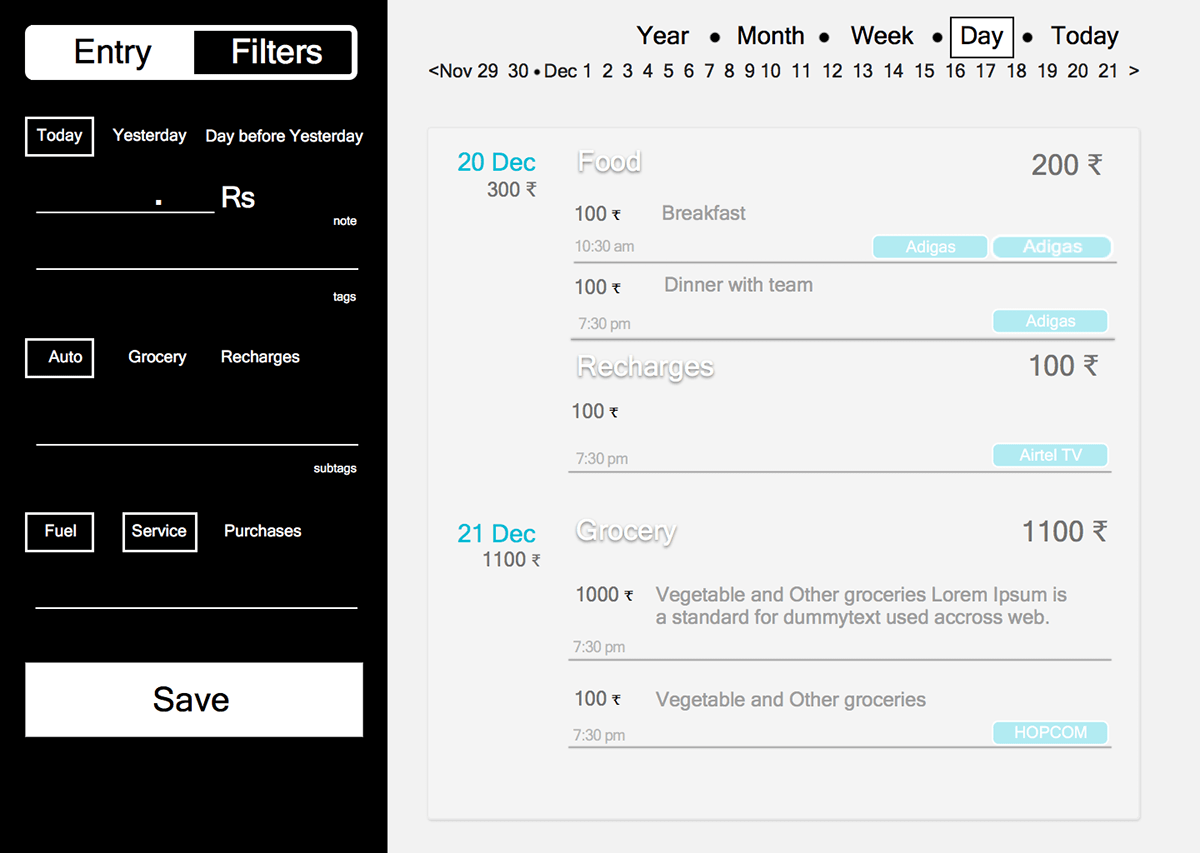 Entry Filters
Today Yesterday Day before Yesterday
. Rs
note
tags
Auto Grocery Recharges
subtags
Fuel Service Purchases
Save
Year • Month • Week • Day • Today
<Nov 29 30 • Dec 1 2 3 4 5 6 7 8 9 10 11 12 13 14 15 16 17 18 19 20 21 >
20 Dec Food 200 ₹
300 ₹
100 ₹ Breakfast
10:30 am Adigas Adigas
100 ₹ Dinner with team
7:30 pm Adigas
Recharges 100 ₹
100 ₹
7:30 pm Airtel TV
21 Dec Grocery 1100 ₹
1100 ₹
1000 ₹ Vegetable and Other groceries Lorem Ipsum is
a standard for dummytext used accross web.
7:30 pm
100 ₹ Vegetable and Other groceries
7:30 pm HOPCOM